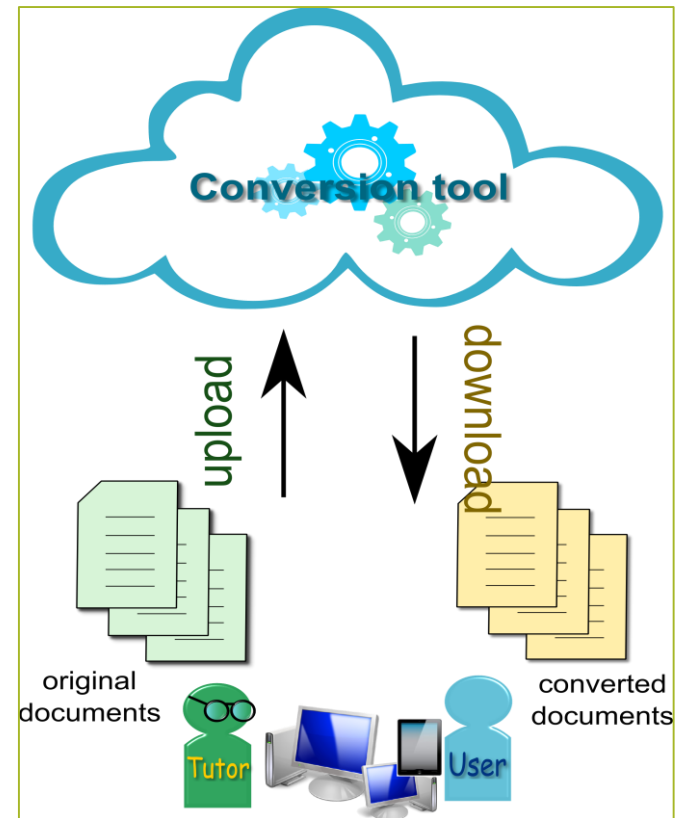 Conversion tool
upload
download
original
documents
converted
documents
Tutor
User